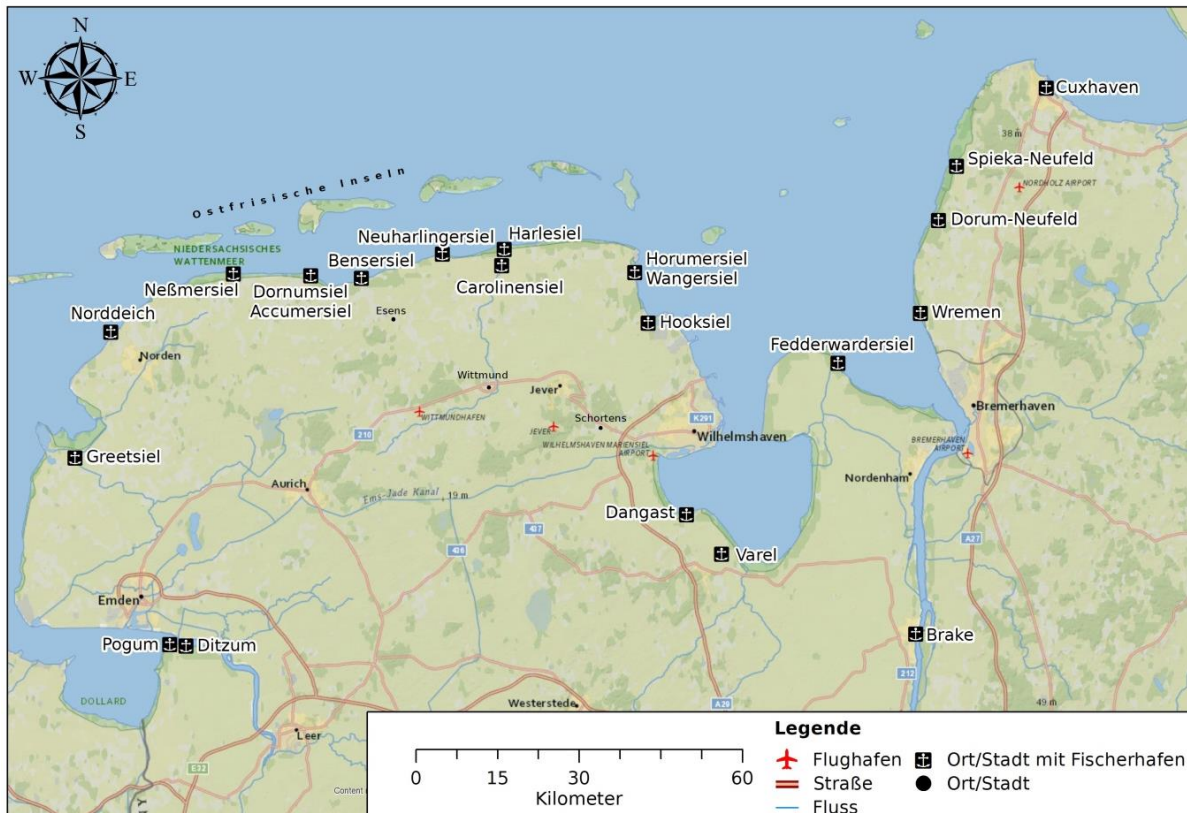 N
W
E
S
Cuxhaven
38 m
Spieka-Neufeld
NORDHOLZ AIRPORT
Ostfrisische Inseln
Dorum-Neufeld
NIEDERSÄCHSISCHES
WATTENMEER
Neuharlingersiel
Harlesiel
Bensersiel
Carolinensiel
Horumersiel
Wangersiel
Neßmersiel
Dornumsiel
Accumersiel
Norddeich
Esens
Hooksiel
Wremen
Norden
Fedderwardersiel
Wittmund
Jever
WITTMUNDHAFEN
210
JEVER
Schortens
K291
Wilhelmshaven
WILHELMSHAVEN MARIENSIEL
AIRPORT
Bremerhaven
BREMERHAVEN
AIRPORT
Greetsiel
Nordenham
Aurich
Ems-Jade Kanal
19 m
Dangast
437
436
A27
Varel
Emden
Pogum
Ditzum
Brake
212
DOLLARD
Westerstede
A29
49 m
Leer
E22
Content
Legende
Flughafen
Ort/Stadt mit Fischerhafen
Straße
Ort/Stadt
Fluss
0
15
30
60
Kilometer